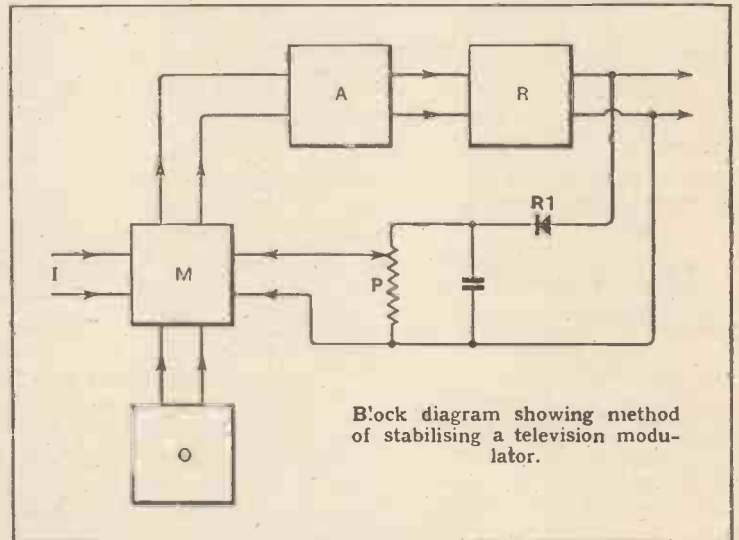 A
R
R1
I
M
P
O
Block diagram showing method
of stabilising a television modu-
lator.